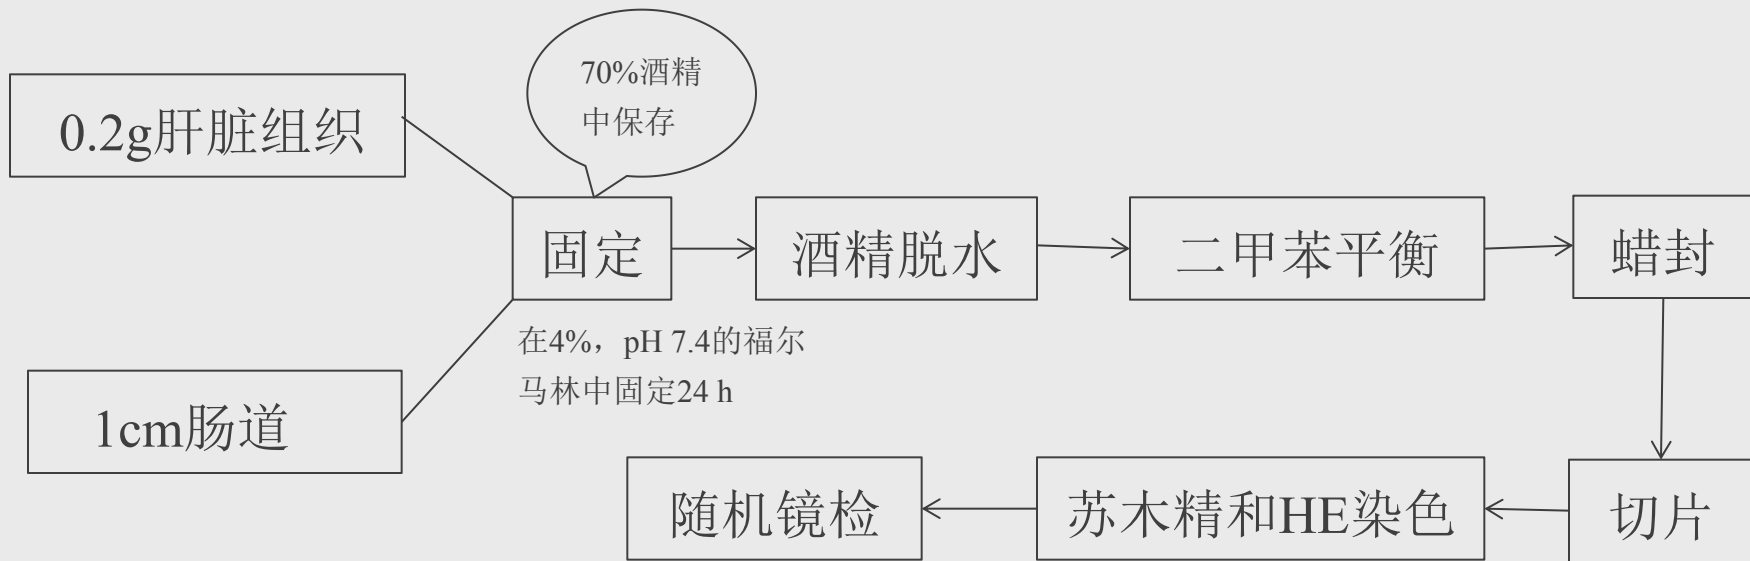 70%酒精
中保存
0.2g肝脏组织
固定
酒精脱水
二甲苯平衡
蜡封
在4%，pH 7.4的福尔
马林中固定24 h
1cm肠道
随机镜检
苏木精和HE染色
切片